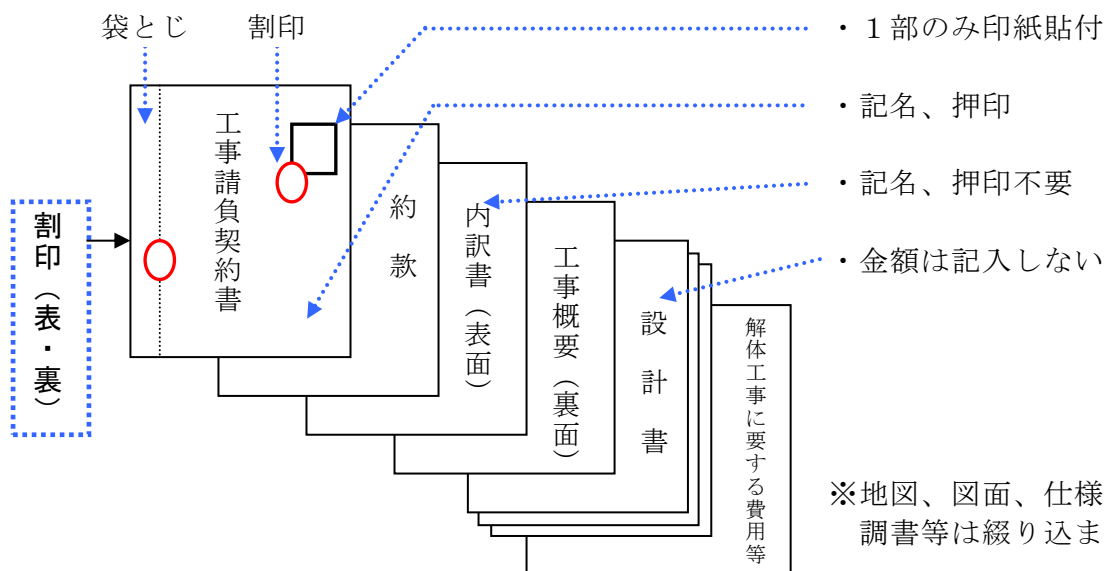 袋とじ
割印
・１部のみ印紙貼付
・記名、押印
・記名、押印不要
・金額は記入しない
割印（表・裏）
工事請負契約書
約款
内訳書（表面）
工事概要（裏面）
設計書
解体工事に要する費用等
※地図、図面、仕様
調書等は綴り込ま